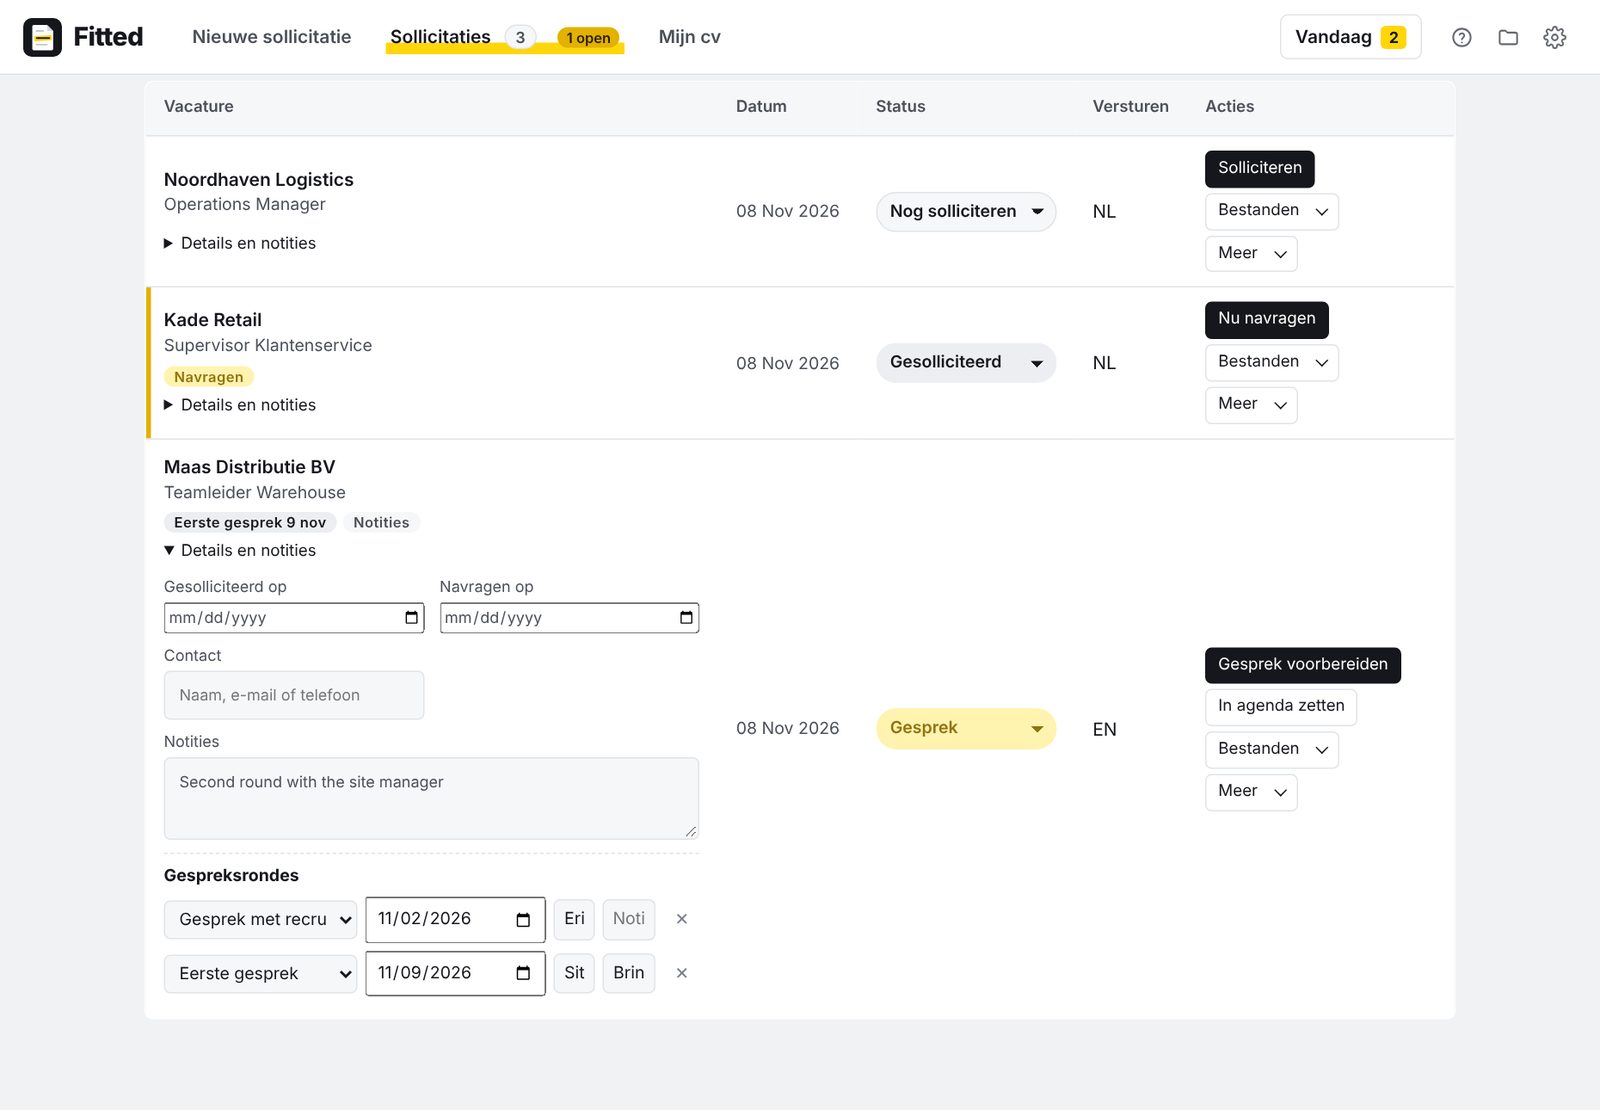 Fitted
Nieuwe sollicitatie
Sollicitaties 3 1 open
Mijn cv
Vandaag 2
Vacature Datum Status Versturen Acties
Noordhaven Logistics
Operations Manager
Details en notities
08 Nov 2026
Nog solliciteren
NL
Solliciteren
Bestanden
Meer
Kade Retail
Supervisor Klantenservice
Navragen
Details en notities
08 Nov 2026
Gesolliciteerd
NL
Nu navragen
Bestanden
Meer
Maas Distributie BV
Teamleider Warehouse
Eerste gesprek 9 nov Notities
Details en notities
Gesolliciteerd op Navragen op
mm/dd/yyyy mm/dd/yyyy
Contact
Naam, e-mail of telefoon
Notities
Second round with the site manager
Gespreksrondes
Gesprek met recru 11/02/2026 Eri Noti ×
Eerste gesprek 11/09/2026 Sit Brin ×
08 Nov 2026
Gesprek
EN
Gesprek voorbereiden
In agenda zetten
Bestanden
Meer